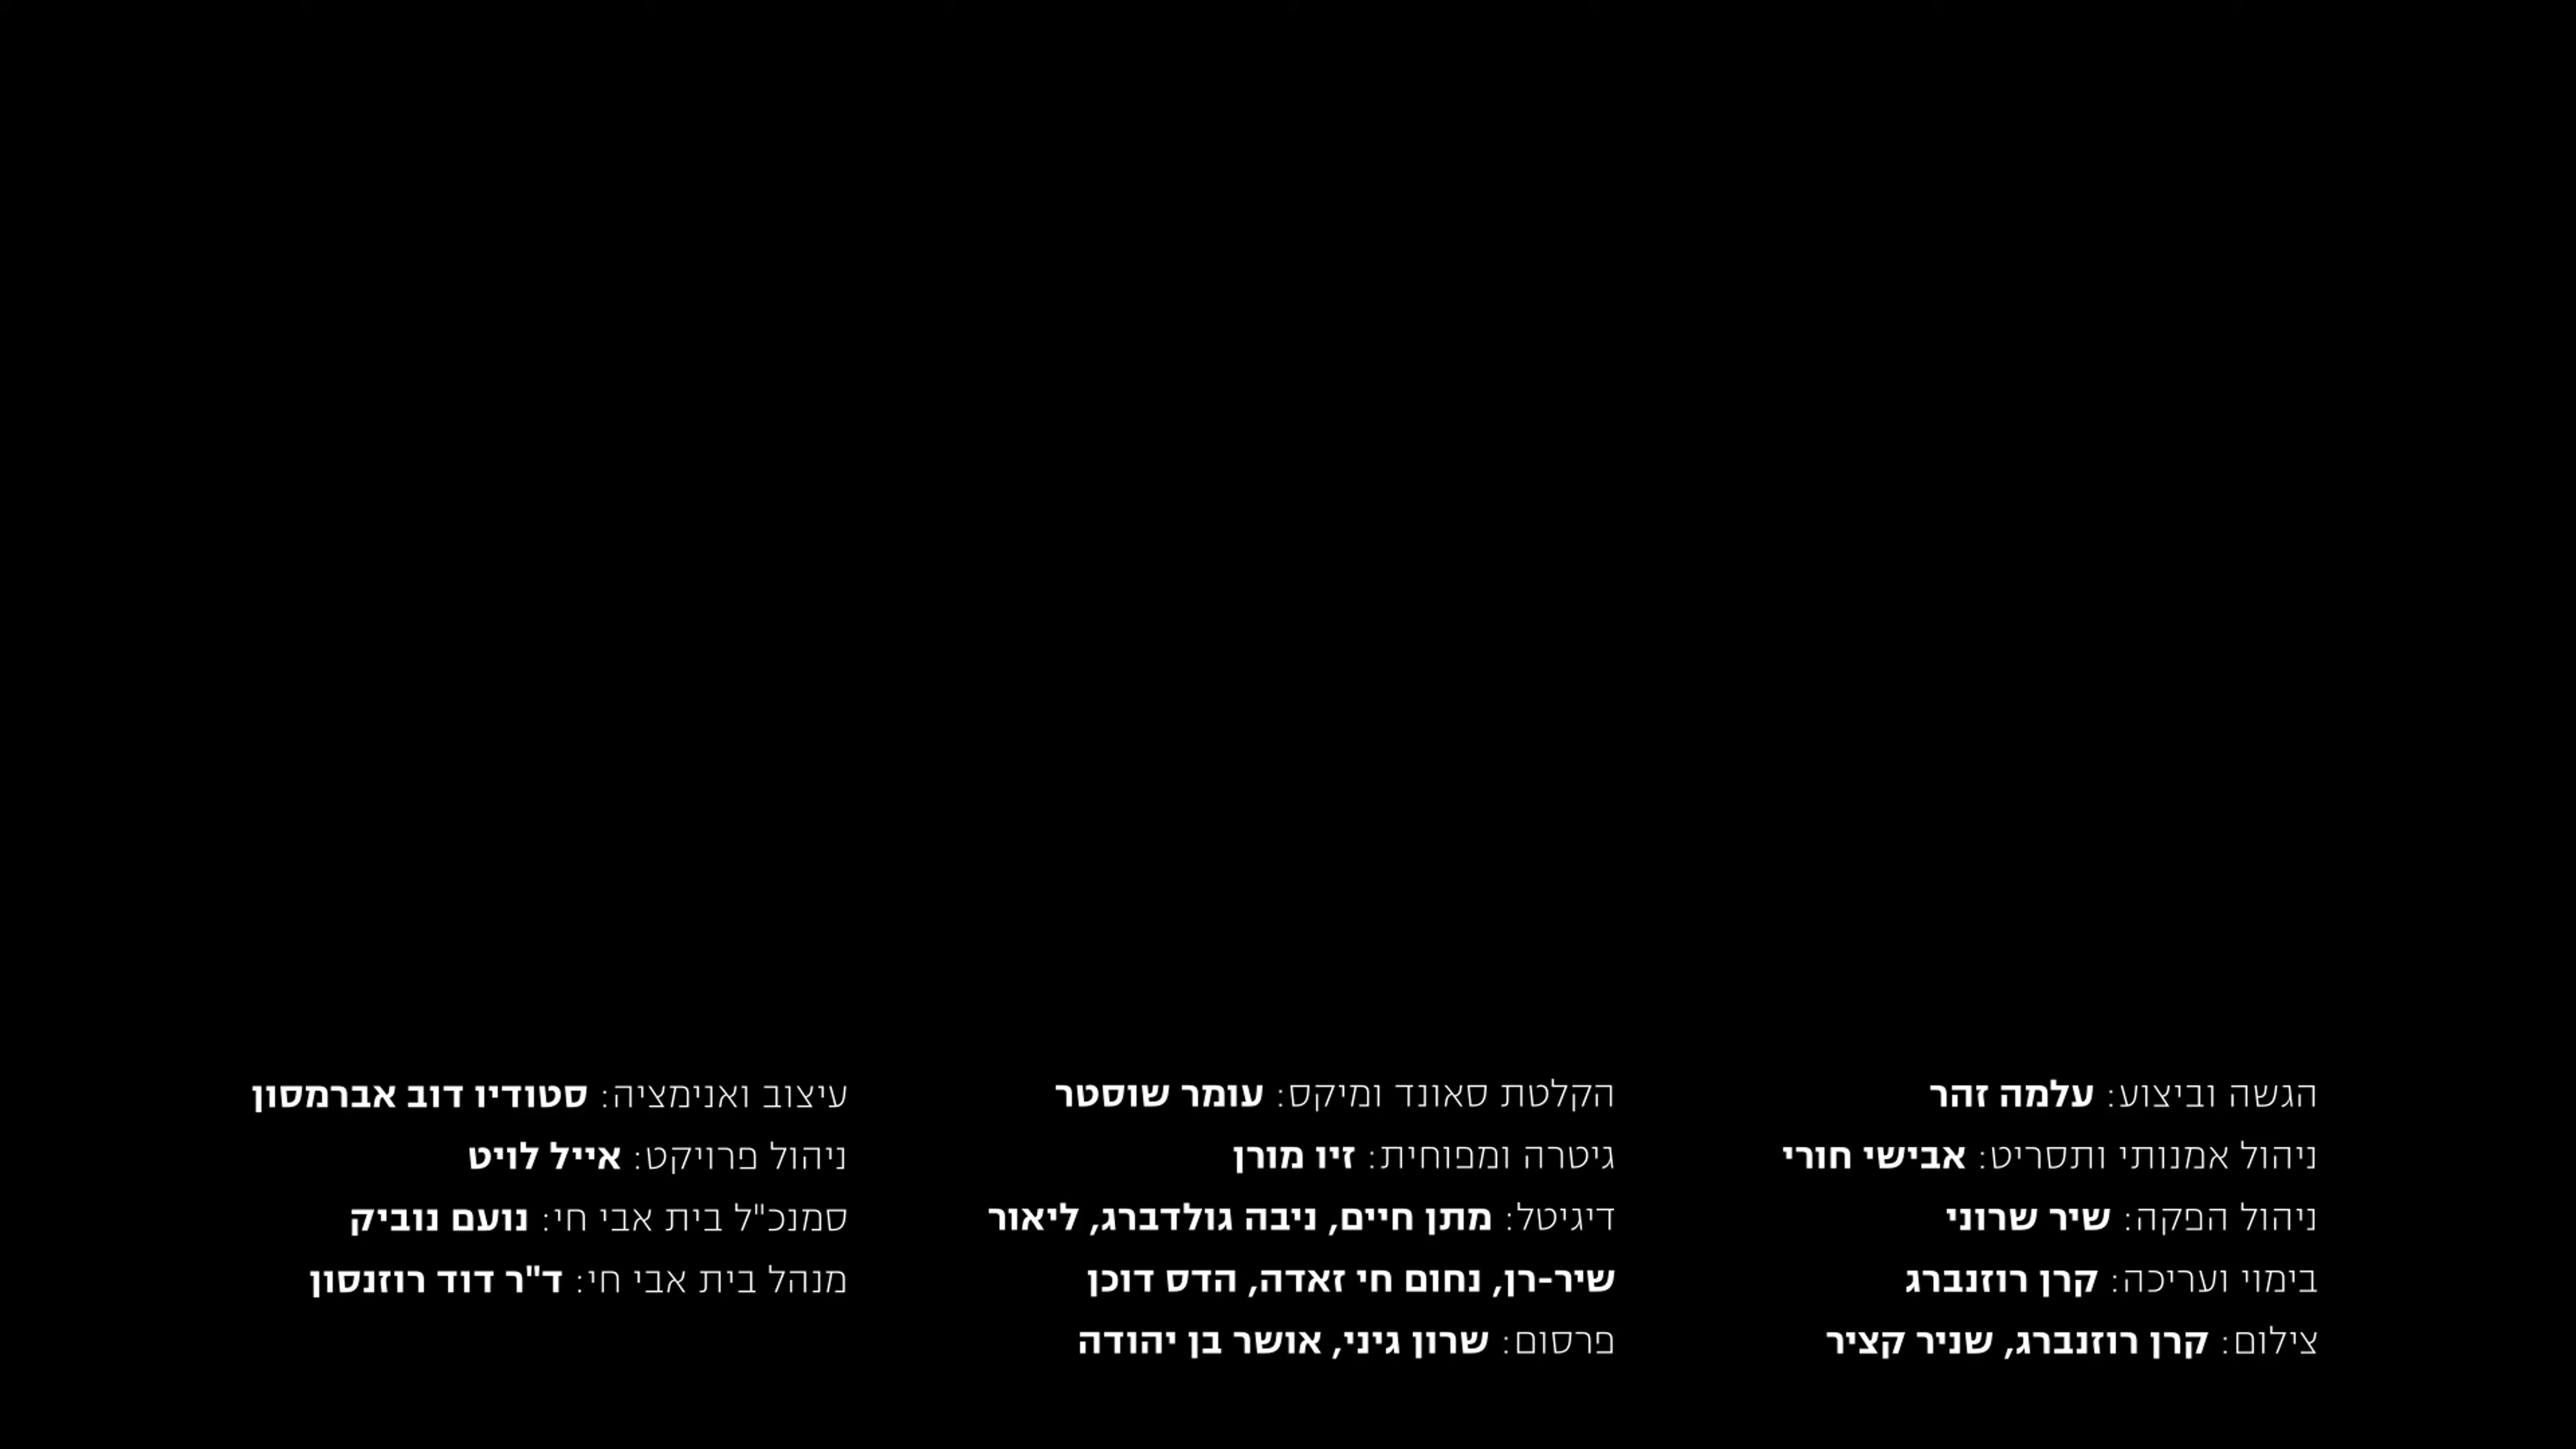 הגשה וביצוע: עלמה זהר
ניהול אמנותי ותסריט: אבישי חורי
ניהול הפקה: שיר שרוני
בימוי ועריכה: קרן רוזנברג
צילום: קרן רוזנברג, שניר קציר
הקלטת סאונד ומיקס: עומר שוסטר
גיטרה ומפוחית: זיו מורן
דיגיטל: מתן חיים, ניבה גולדברג, ליאור
שיר-רן, נחום חי זאדה, הדס דוכן
פרסום: שרון גיני, אושר בן יהודה
עיצוב ואנימציה: סטודיו דוב אברמסון
ניהול פרויקט: אייל לויט
סמנכ"ל בית אבי חי: נועם נוביק
מנהל בית אבי חי: ד"ר דוד רוזנסון